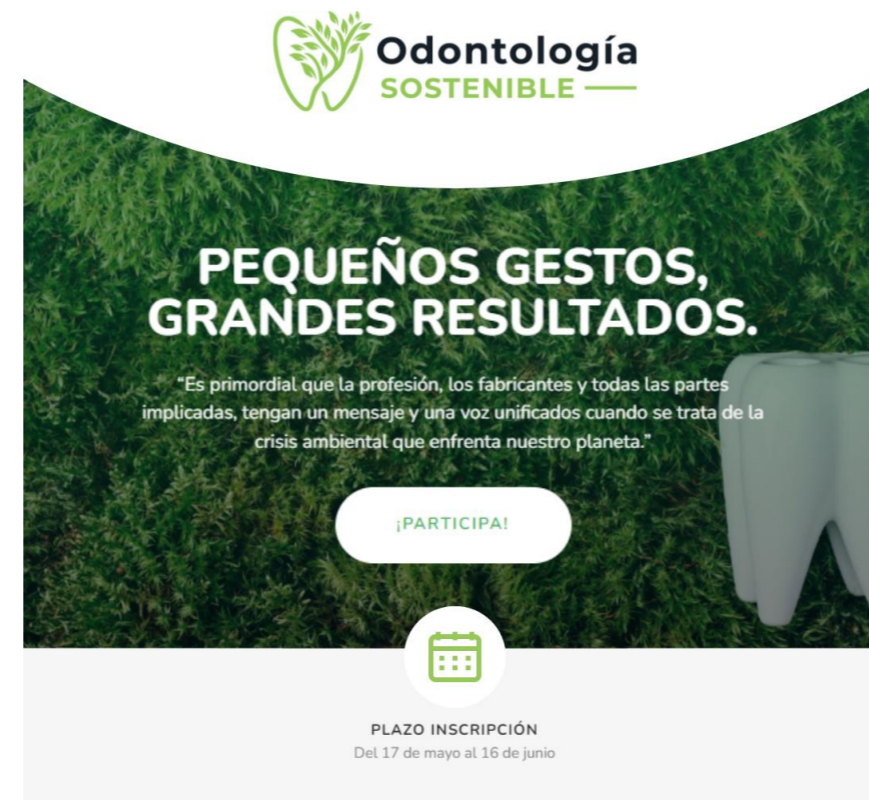 Odontología
SOSTENIBLE
PEQUEÑOS GESTOS,
GRANDES RESULTADOS.
“Es primordial que la profesión, los fabricantes y todas las partes
implicadas, tengan un mensaje y una voz unificados cuando se trata de la
crisis ambiental que enfrenta nuestro planeta.”
¡PARTICIPA!
PLAZO INSCRIPCIÓN
Del 17 de mayo al 16 de junio